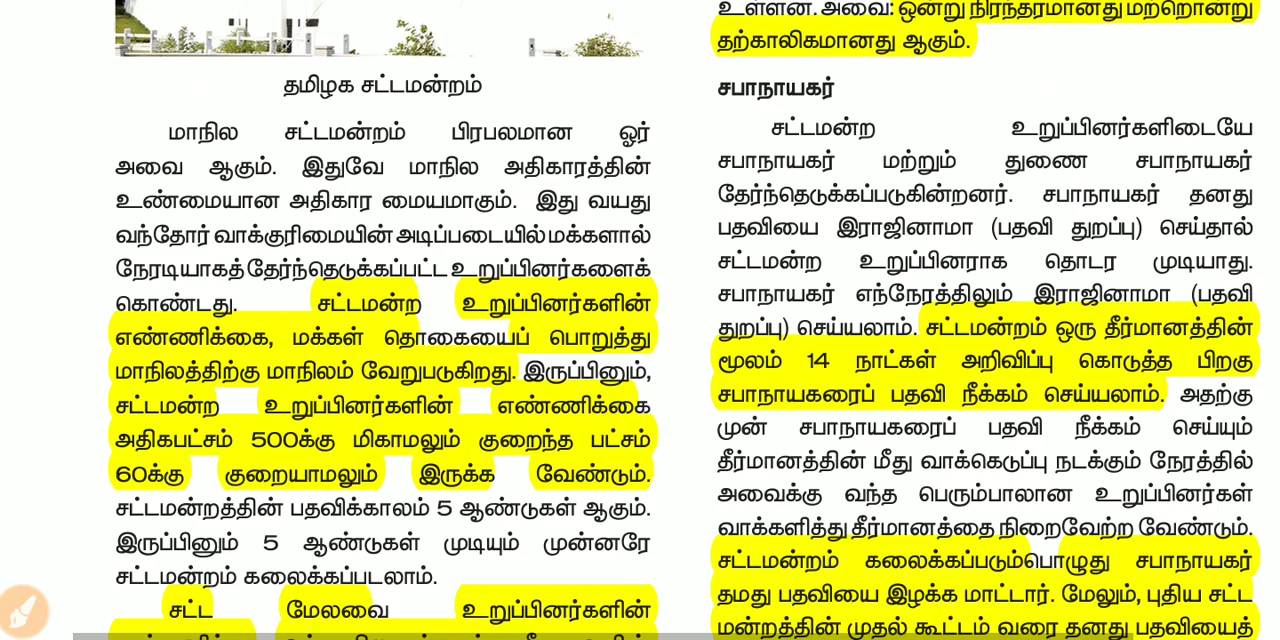 தமிழக சட்டமன்றம்
மாநில சட்டமன்றம் பிரபலமான ஓர்
அவை ஆகும். இதுவே மாநில அதிகாரத்தின்
உண்மையான அதிகார மையமாகும். இது வயது
வந்தோர் வாக்குரிமையின் அடிப்படையில் மக்களால்
நேரடியாகத் தேர்ந்தெடுக்கப்பட்ட உறுப்பினர்களைக்
கொண்டது. சட்டமன்ற உறுப்பினர்களின்
எண்ணிக்கை, மக்கள் தொகையைப் பொறுத்து
மாநிலத்திற்கு மாநிலம் வேறுபடுகிறது. இருப்பினும்,
சட்டமன்ற உறுப்பினர்களின் எண்ணிக்கை
அதிகபட்சம் 500க்கு மிகாமலும் குறைந்த பட்சம்
60க்கு குறையாமலும் இருக்க வேண்டும்.
சட்டமன்றத்தின் பதவிக்காலம் 5 ஆண்டுகள் ஆகும்.
இருப்பினும் 5 ஆண்டுகள் முடியும் முன்னரே
சட்டமன்றம் கலைக்கப்படலாம்.
சட்ட மேலவை உறுப்பினர்களின்
உள்ளன. அவை: ஒன்று நிரந்தரமானது மற்றொன்று
தற்காலிகமானது ஆகும்.
சபாநாயகர்
சட்டமன்ற உறுப்பினர்களிடையே
சபாநாயகர் மற்றும் துணை சபாநாயகர்
தேர்ந்தெடுக்கப்படுகின்றனர். சபாநாயகர் தனது
பதவியை இராஜினாமா (பதவி துறப்பு) செய்தால்
சட்டமன்ற உறுப்பினராக தொடர முடியாது.
சபாநாயகர் எந்நேரத்திலும் இராஜினாமா (பதவி
துறப்பு) செய்யலாம். சட்டமன்றம் ஒரு தீர்மானத்தின்
மூலம் 14 நாட்கள் அறிவிப்பு கொடுத்த பிறகு
சபாநாயகரைப் பதவி நீக்கம் செய்யலாம். அதற்கு
முன் சபாநாயகரைப் பதவி நீக்கம் செய்யும்
தீர்மானத்தின் மீது வாக்கெடுப்பு நடக்கும் நேரத்தில்
அவைக்கு வந்த பெரும்பாலான உறுப்பினர்கள்
வாக்களித்து தீர்மானத்தை நிறைவேற்ற வேண்டும்.
சட்டமன்றம் கலைக்கப்படும்பொழுது சபாநாயகர்
தமது பதவியை இழக்க மாட்டார். மேலும், புதிய சட்ட
மன்றத்தின் முதல் கூட்டம் வரை தனது பதவியைத்